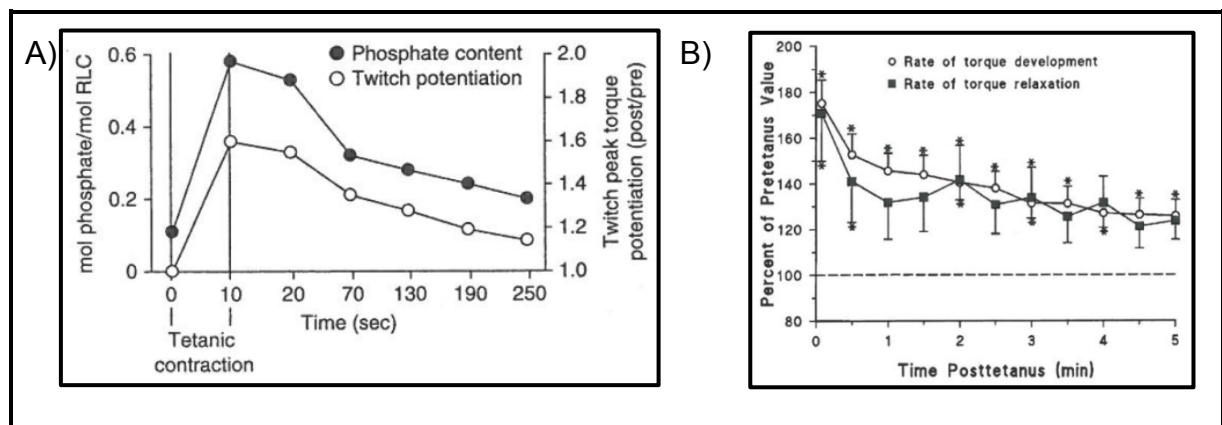 A)
Phosphate content
Twitch potentiation
mol phosphate/mol RLC
0.6
0.4
0.2
0
Twitch peak torque
potentiation (post/pre)
2.0
1.8
1.6
1.4
1.2
1.0
0 10 20 70 130 190 250
Time (sec)
Tetanic
contraction
B)
Rate of torque development
Rate of torque relaxation
Percent of Pretetanus Value
200
180
160
140
120
100
80
0 1 2 3 4 5
Time Posttetanus (min)